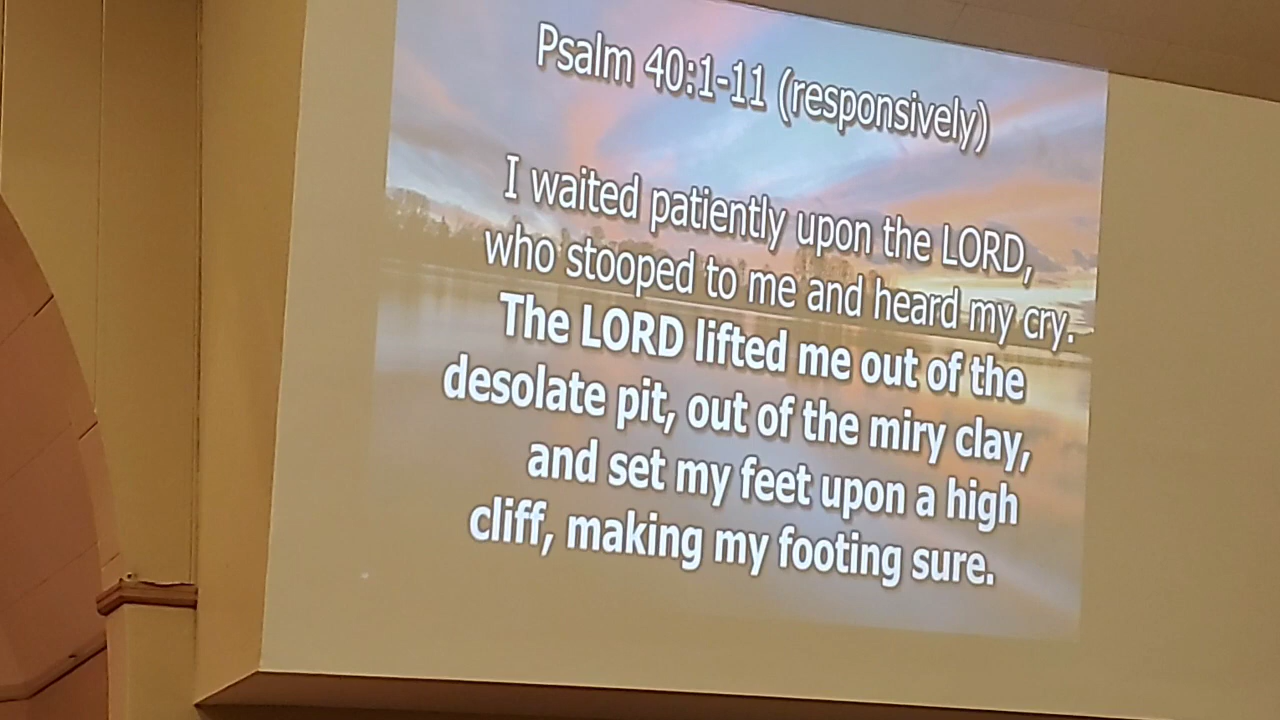 Psalm 40:1-11 (responsively)
I waited patiently upon the LORD,
who stooped to me and heard my cry.
The LORD lifted me out of the
desolate pit, out of the miry clay,
and set my feet upon a high
cliff, making my footing sure.